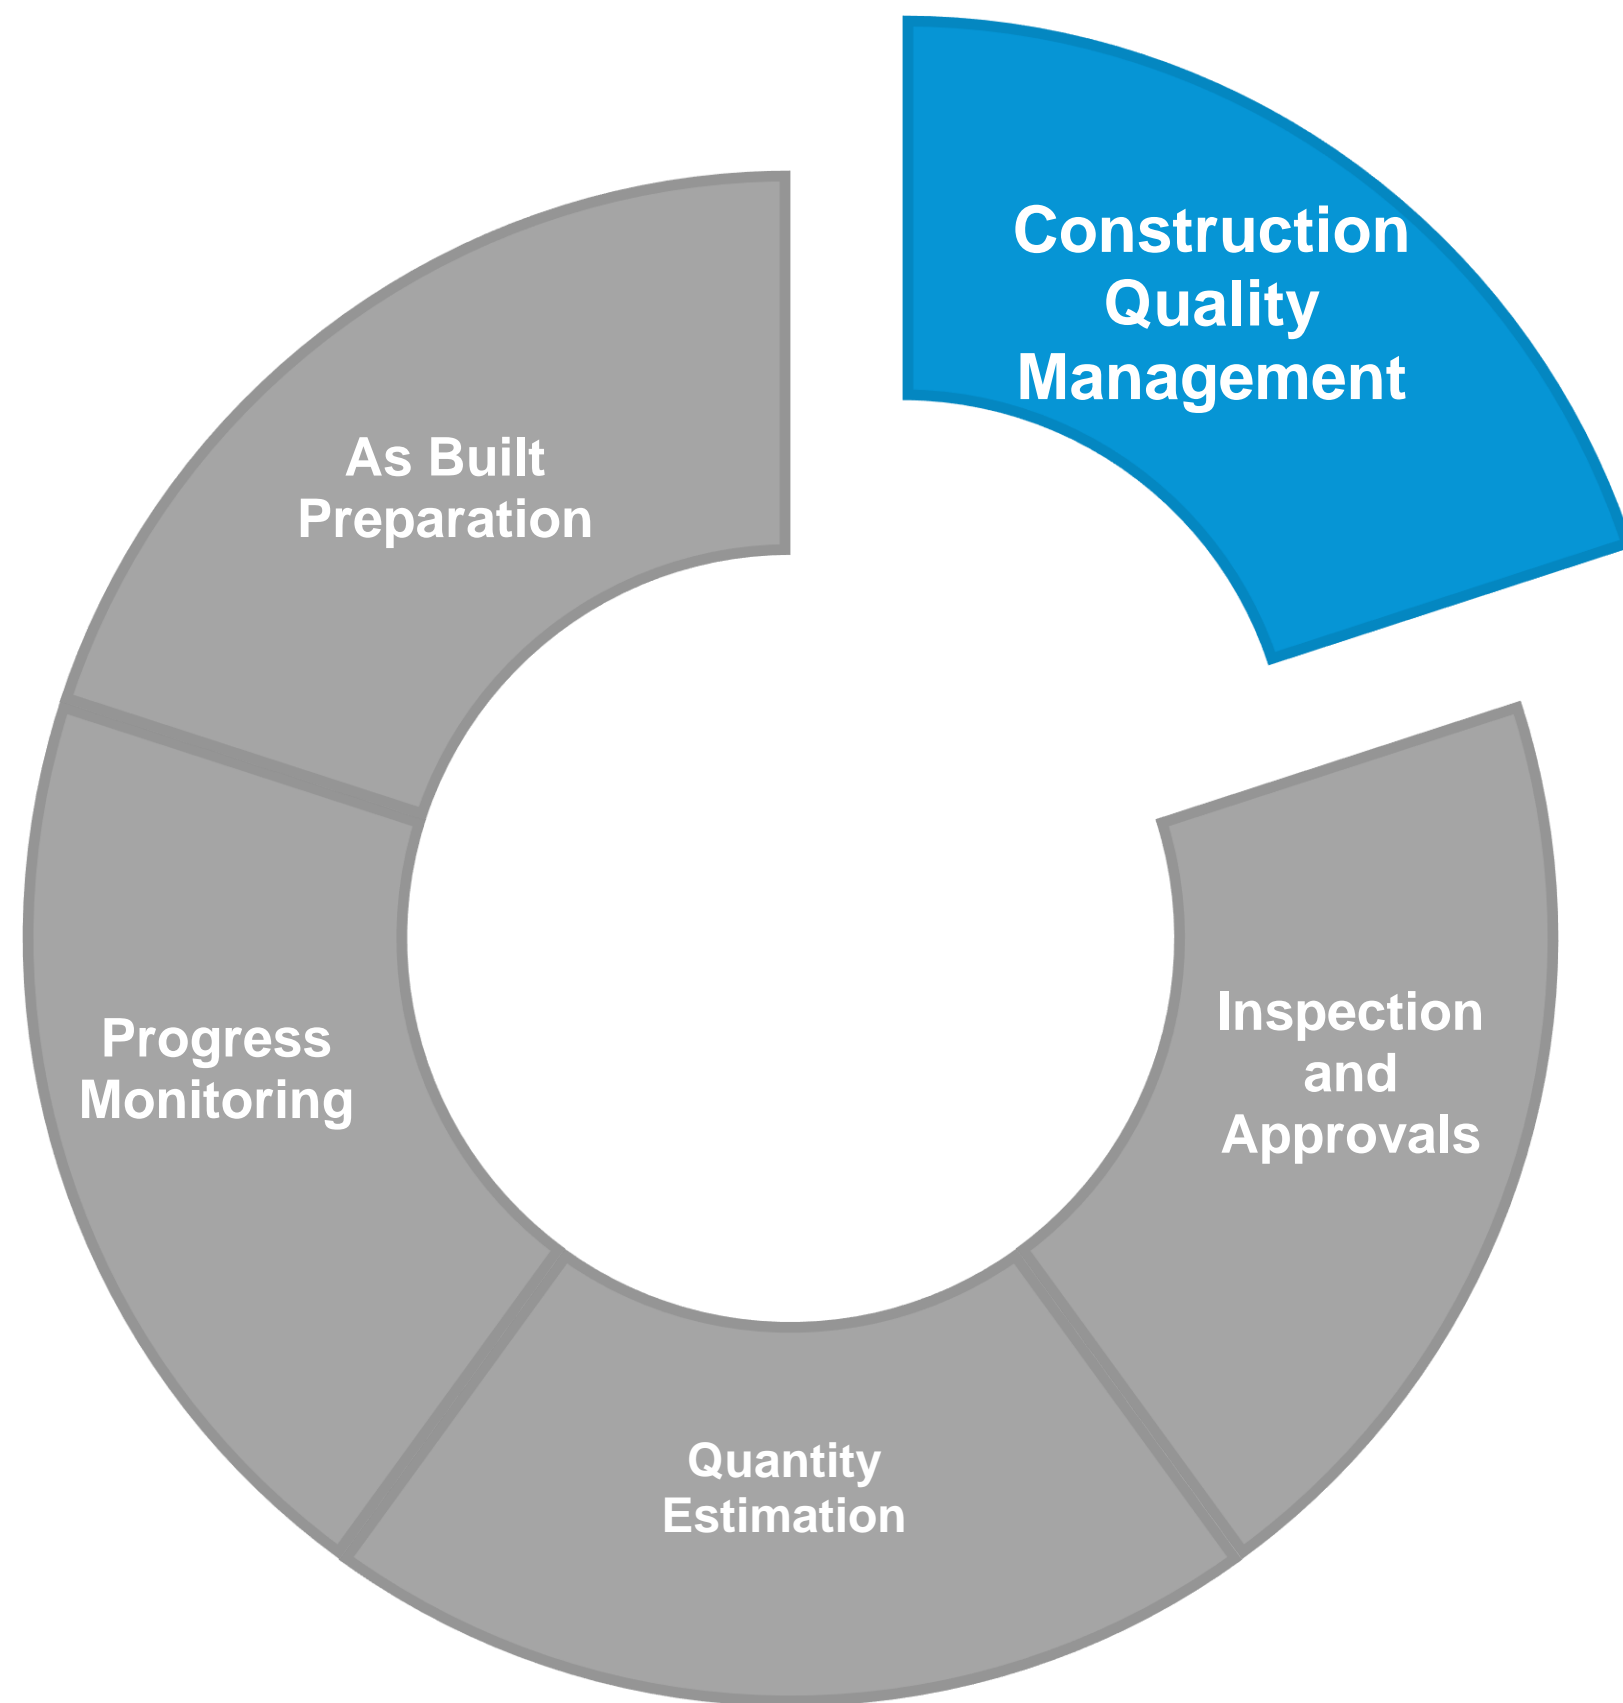 Construction
Quality
Management
Inspection
and
Approvals
Quantity
Estimation
Progress
Monitoring
As Built
Preparation